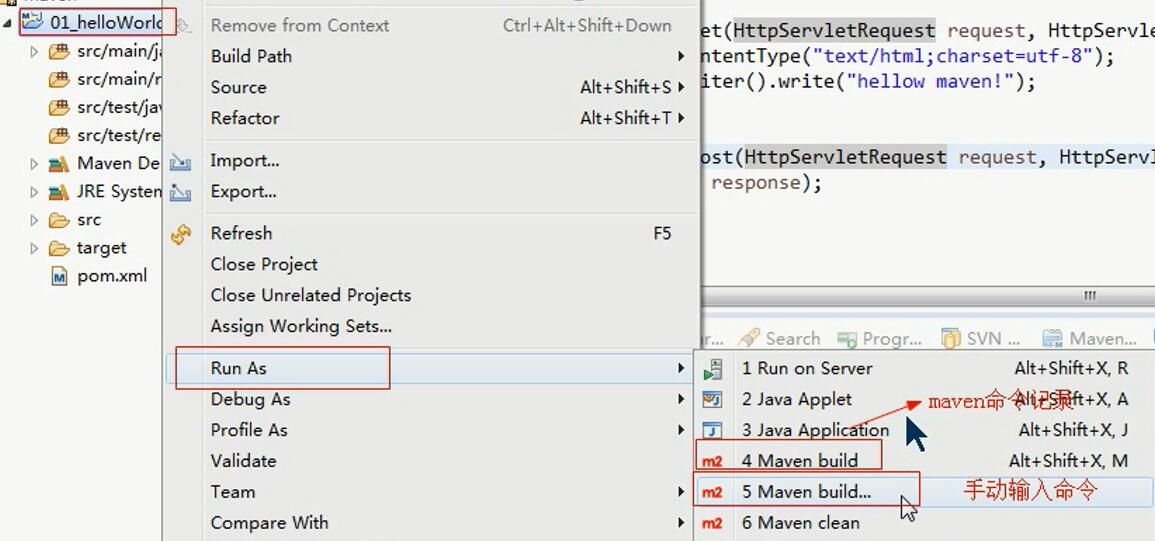 01_helloWorld
src/main/ja
src/main/r
src/test/jav
src/test/re
Maven De
JRE System
src
target
pom.xml
Remove from Context Ctrl+Alt+Shift+Down
Build Path
Source Alt+Shift+S
Refactor Alt+Shift+T
Import...
Export...
Refresh F5
Close Project
Close Unrelated Projects
Assign Working Sets...
Run As
Debug As
Profile As
Validate
Team
Compare With
et(HttpServletRequest request, HttpServle
ntentType("text/html;charset=utf-8");
iter().write("hellow maven!");
ost(HttpServletRequest request, HttpServl
response);
r... Search Progr... SVN ... Maven...
1 Run on Server Alt+Shift+X, R
2 Java Applet Alt+Shift+X, A
maven命令记录
3 Java Application Alt+Shift+X, J
4 Maven build Alt+Shift+X, M
5 Maven build... 手动输入命令
6 Maven clean